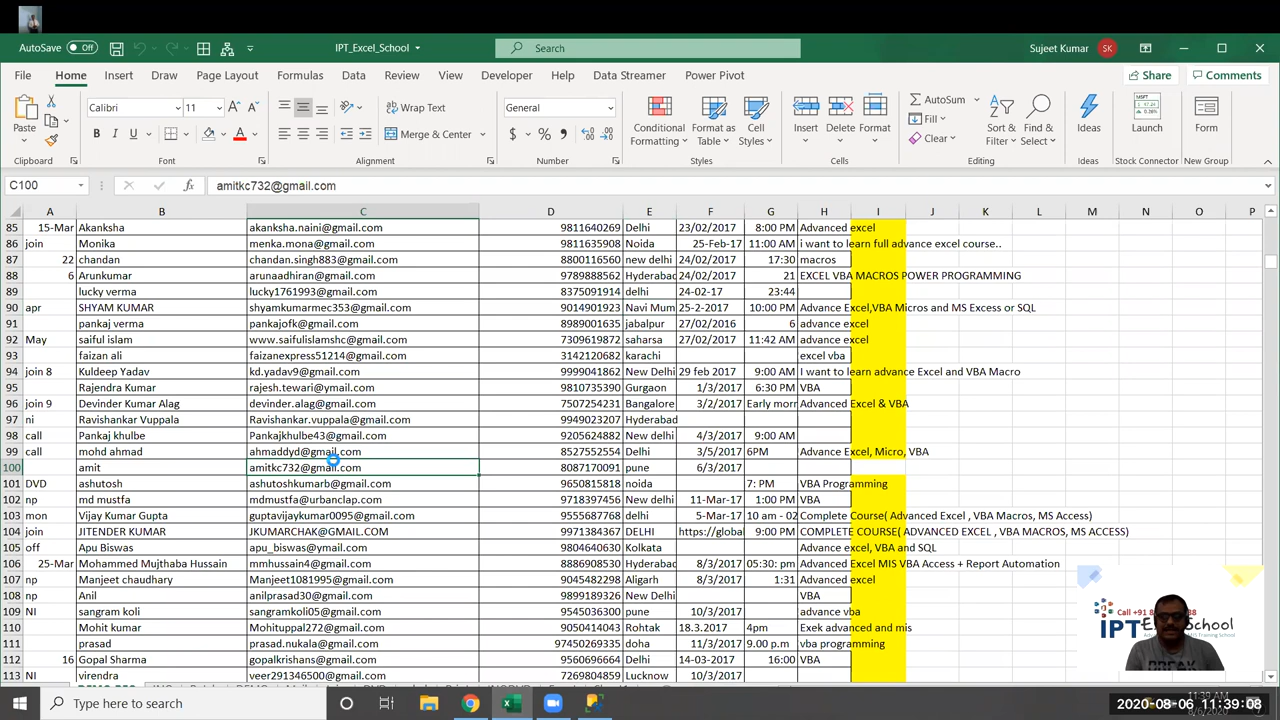 AutoSave Off IPT_Excel_School Search Sujeet Kumar SK
File Home Insert Draw Page Layout Formulas Data Review View Developer Help Data Streamer Power Pivot Share Comments
Calibri 11 Wrap Text General AutoSum
Paste B I U Merge & Center $ % Conditional Formatting Format as Table Cell Styles Insert Delete Format Fill Clear Sort & Filter Find & Select Ideas Launch Form
Clipboard Font Alignment Number Styles Cells Editing Ideas Stock Connector New Group
C100 fx amitkc732@gmail.com
A B C D E F G H I J K L M N O P
85 15-Mar Akanksha akanksha.naini@gmail.com 9811640269 Delhi 23/02/2017 8:00 PM Advanced excel
86 join Monika menka.mona@gmail.com 9811635908 Noida 25-Feb-17 11:00 AM i want to learn full advance excel course..
87 22 chandan chandan.singh883@gmail.com 8800116560 new delhi 24/02/2017 17:30 macros
88 6 Arunkumar arunaadhiran@gmail.com 9789888562 Hyderabad 24/02/2017 21 EXCEL VBA MACROS POWER PROGRAMMING
89 lucky verma lucky1761993@gmail.com 8375091914 delhi 24-02-17 23:44
90 apr SHYAM KUMAR shyamkumarmec353@gmail.com 9014901923 Navi Mum 25-2-2017 10:00 PM Advance Excel,VBA Micros and MS Excess or SQL
91 pankaj verma pankajofk@gmail.com 8989001635 jabalpur 27/02/2016 6 advance excel
92 May saiful islam www.saifulislamshc@gmail.com 7309619872 saharsa 27/02/2017 11:42 AM advance excel
93 faizan ali faizanexpress51214@gmail.com 3142120682 karachi excel vba
94 join 8 Kuldeep Yadav kd.yadav9@gmail.com 9999041862 New Delhi 29 feb 2017 9:00 AM I want to learn advance Excel and VBA Macro
95 Rajendra Kumar rajesh.tewari@ymail.com 9810735390 Gurgaon 1/3/2017 6:30 PM VBA
96 join 9 Devinder Kumar Alag devinder.alag@gmail.com 7507254231 Bangalore 3/2/2017 Early morn Advanced Excel & VBA
97 ni Ravishankar Vuppala Ravishankar.vuppala@gmail.com 9949023207 Hyderabad
98 call Pankaj khulbe Pankajkhulbe43@gmail.com 9205624882 New delhi 4/3/2017 9:00 AM
99 call mohd ahmad ahmaddyd@gmail.com 8527552554 Delhi 3/5/2017 6PM Advance Excel, Micro, VBA
100 amit amitkc732@gmail.com 8087170091 pune 6/3/2017
101 DVD ashutosh ashutoshkumarb@gmail.com 9650815818 noida 7: PM VBA Programming
102 np md mustfa mdmustfa@urbanclap.com 9718397456 New delhi 11-Mar-17 1:00 PM VBA
103 mon Vijay Kumar Gupta guptavijaykumar0095@gmail.com 9555687768 delhi 5-Mar-17 10 am - 02 Complete Course( Advanced Excel , VBA Macros, MS Access)
104 join JITENDER KUMAR JKUMARCHAK@GMAIL.COM 9971384367 DELHI https://global 9:00 PM COMPLETE COURSE( ADVANCED EXCEL , VBA MACROS, MS ACCESS)
105 off Apu Biswas apu_biswas@ymail.com 9804640630 Kolkata Advance excel, VBA and SQL
106 25-Mar Mohammed Mujthaba Hussain mmhussain4@gmail.com 8886908530 Hyderabad 8/3/2017 05:30: pm Advanced Excel MIS VBA Access + Report Automation
107 np Manjeet chaudhary Manjeet1081995@gmail.com 9045482298 Aligarh 8/3/2017 1:31 Advanced excel
108 np Anil anilprasad30@gmail.com 9899189326 New Delhi VBA
109 NI sangram koli sangramkoli05@gmail.com 9545036300 pune 10/3/2017 advance vba
110 Mohit kumar Mohituppal272@gmail.com 9050414043 Rohtak 18.3.2017 4pm Exek advanced and mis
111 prasad prasad.nukala@gmail.com 97450269335 doha 11/3/2017 9.00 p.m vba programming
112 16 Gopal Sharma gopalkrishans@gmail.com 9560696664 Delhi 14-03-2017 16:00 VBA
113 NI virendra veer291346500@gmail.com 7269804859 Lucknow
Call +91
IPT Excel School
MS Training School
BREAK
Type here to search
2020-08-06 11:39:08